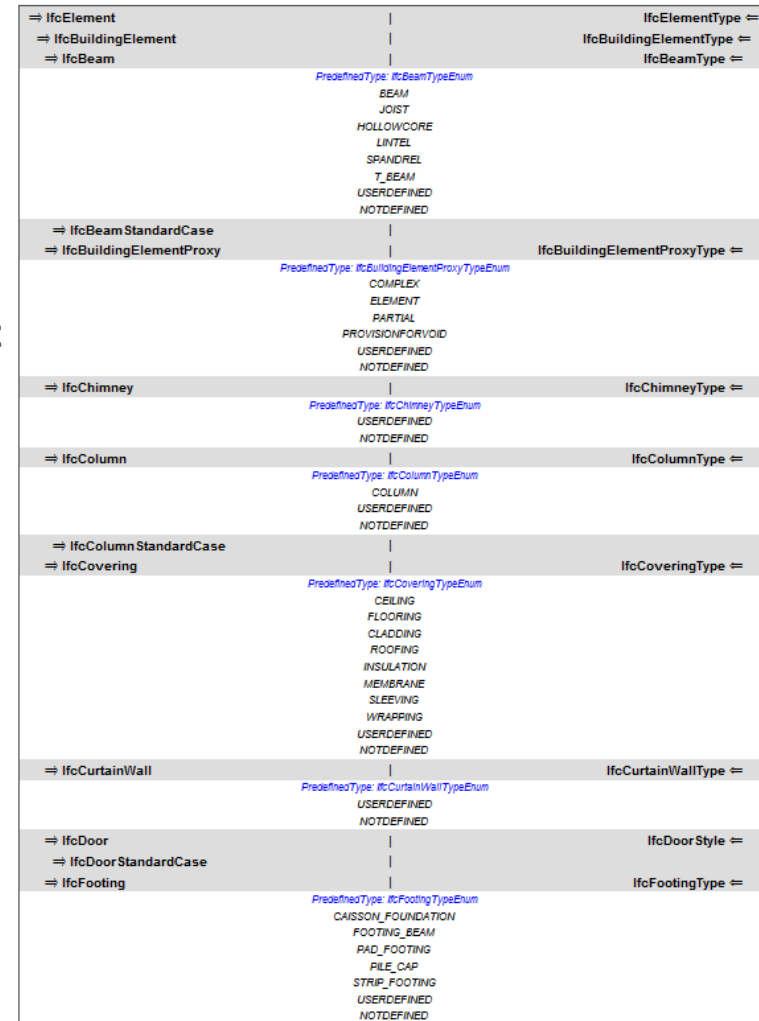 ⇒ IfcElement | IfcElementType ⇐
⇒ IfcBuildingElement | IfcBuildingElementType ⇐
⇒ IfcBeam | IfcBeamType ⇐
PredefinedType: IfcBeamTypeEnum
BEAM
JOIST
HOLLOWCORE
LINTEL
SPANDREL
T_BEAM
USERDEFINED
NOTDEFINED
⇒ IfcBeamStandardCase |
⇒ IfcBuildingElementProxy | IfcBuildingElementProxyType ⇐
PredefinedType: IfcBuildingElementProxyTypeEnum
COMPLEX
ELEMENT
PARTIAL
PROVISIONFORVOID
USERDEFINED
NOTDEFINED
⇒ IfcChimney | IfcChimneyType ⇐
PredefinedType: IfcChimneyTypeEnum
USERDEFINED
NOTDEFINED
⇒ IfcColumn | IfcColumnType ⇐
PredefinedType: IfcColumnTypeEnum
COLUMN
USERDEFINED
NOTDEFINED
⇒ IfcColumnStandardCase |
⇒ IfcCovering | IfcCoveringType ⇐
PredefinedType: IfcCoveringTypeEnum
CEILING
FLOORING
CLADDING
ROOFING
INSULATION
MEMBRANE
SLEEVING
WRAPPING
USERDEFINED
NOTDEFINED
⇒ IfcCurtainWall | IfcCurtainWallType ⇐
PredefinedType: IfcCurtainWallTypeEnum
USERDEFINED
NOTDEFINED
⇒ IfcDoor | IfcDoorStyle ⇐
⇒ IfcDoorStandardCase |
⇒ IfcFooting | IfcFootingType ⇐
PredefinedType: IfcFootingTypeEnum
CAISSON_FOUNDATION
FOOTING_BEAM
PAD_FOOTING
PILE_CAP
STRIP_FOOTING
USERDEFINED
NOTDEFINED